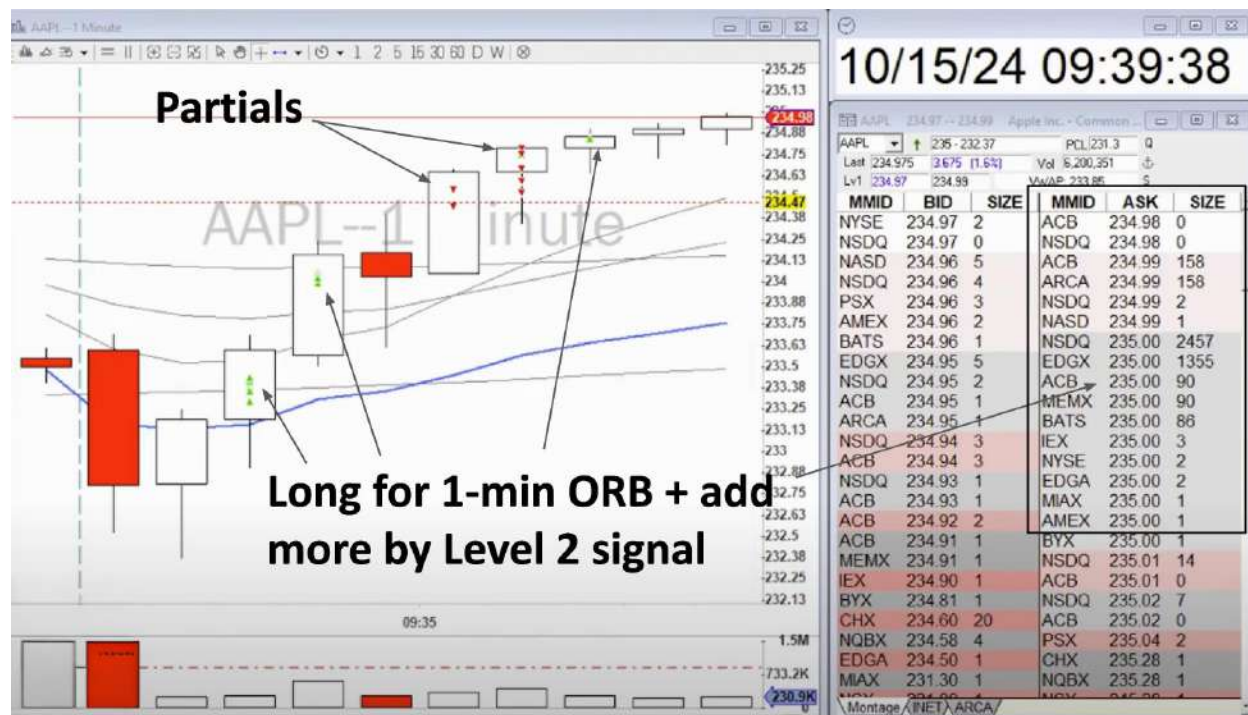 AAPL--1 Minute
1 2 5 15 30 60 D W
Partials
AAPL--1 Minute
Long for 1-min ORB + add
more by Level 2 signal
235.25
235.13
234.98
234.88
234.75
234.63
234.47
234.38
234.25
234.13
234
233.88
233.75
233.63
233.5
233.38
233.25
233.13
233
232.88
232.75
232.63
232.5
232.38
232.25
232.13
09:35
1.5M
733.2K
230.9K
0
10/15/24 09:39:38
AAPL 234.97 -- 234.99 Apple Inc. - Common ...
AAPL 235 - 232.37 PCL 231.3 Q
Last 234.975 3.675 (1.6%) Vol 6,200,351
Lv1 234.97 234.99 VWAP: 233.85 S
MMID BID SIZE MMID ASK SIZE
NYSE 234.97 2 ACB 234.98 0
NSDQ 234.97 0 NSDQ 234.98 0
NASD 234.96 5 ACB 234.99 158
NSDQ 234.96 4 ARCA 234.99 158
PSX 234.96 3 NSDQ 234.99 2
AMEX 234.96 2 NASD 234.99 1
BATS 234.96 1 NSDQ 235.00 2457
EDGX 234.95 5 EDGX 235.00 1355
NSDQ 234.95 2 ACB 235.00 90
ACB 234.95 1 MEMX 235.00 90
ARCA 234.95 1 BATS 235.00 86
NSDQ 234.94 3 IEX 235.00 3
ACB 234.94 3 NYSE 235.00 2
NSDQ 234.93 1 EDGA 235.00 2
ACB 234.93 1 MIAX 235.00 1
ACB 234.92 2 AMEX 235.00 1
ACB 234.91 1 BYX 235.00 1
MEMX 234.91 1 NSDQ 235.01 14
IEX 234.90 1 ACB 235.01 0
BYX 234.81 1 NSDQ 235.02 7
CHX 234.60 20 ACB 235.02 0
NQBX 234.58 4 PSX 235.04 2
EDGA 234.50 1 CHX 235.28 1
MIAX 231.30 1 NQBX 235.28 1
Montage INET ARCA